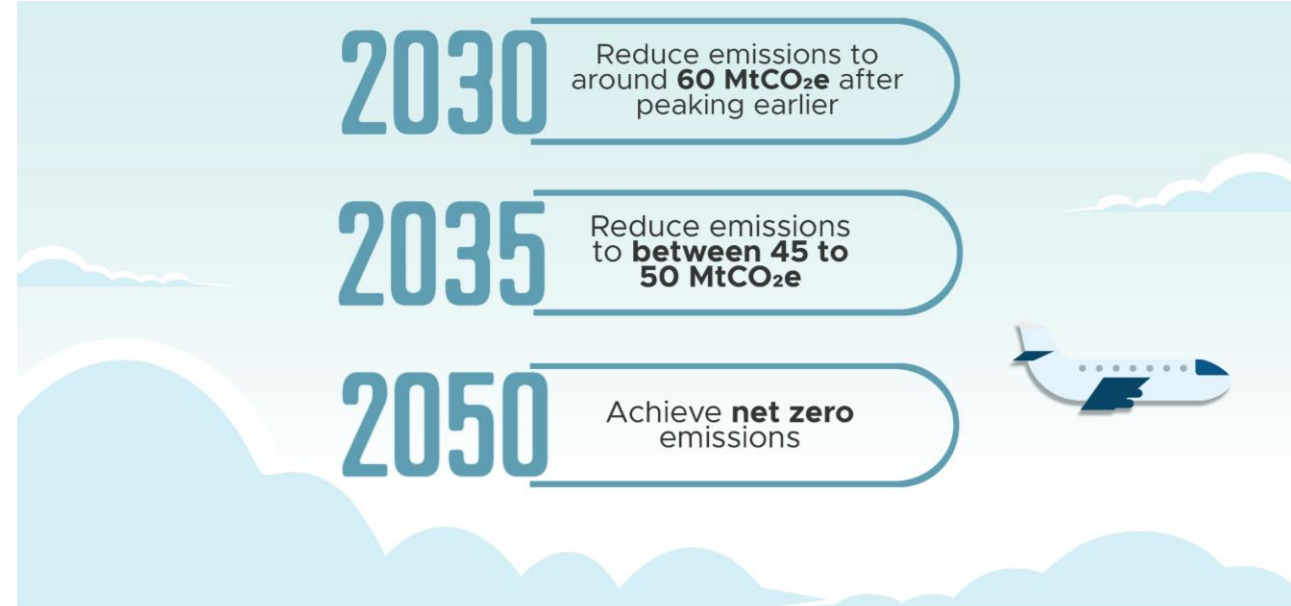 2030
Reduce emissions to
around 60 MtCO₂e after
peaking earlier
2035
Reduce emissions
to between 45 to
50 MtCO₂e
2050
Achieve net zero
emissions